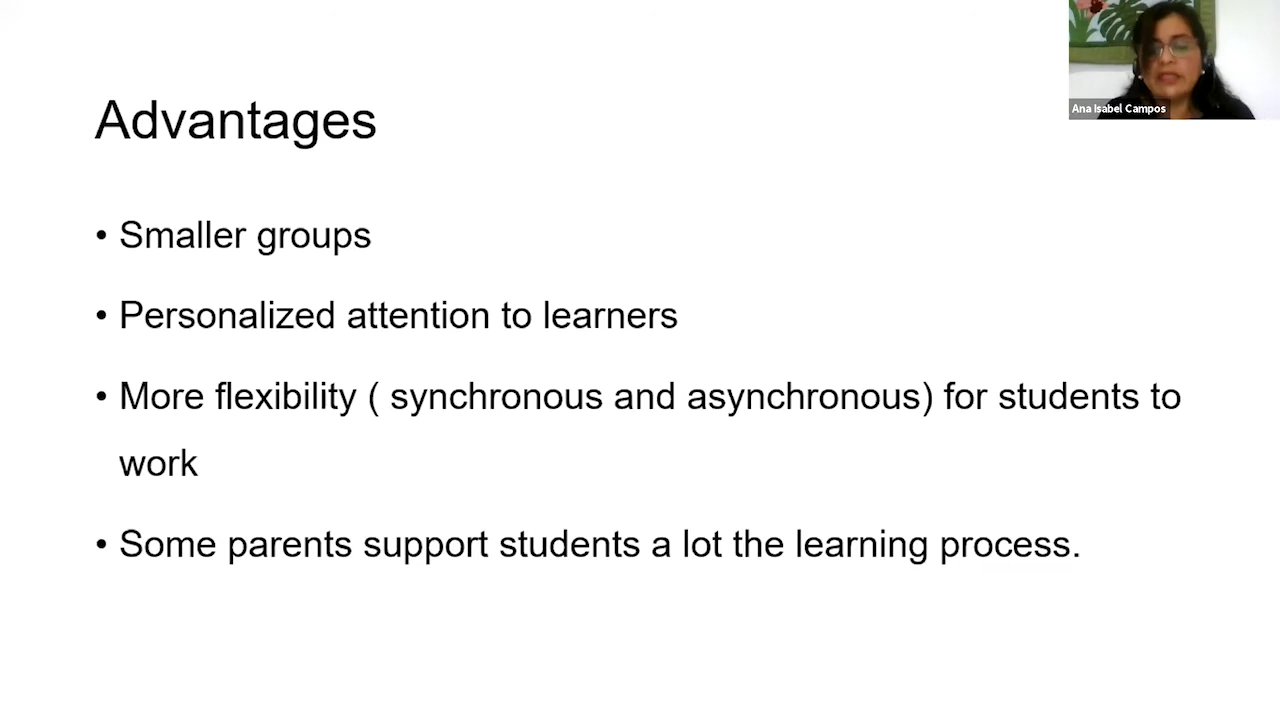 Ana Isabel Campos
Advantages
• Smaller groups
• Personalized attention to learners
• More flexibility ( synchronous and asynchronous) for students to
work
• Some parents support students a lot the learning process.